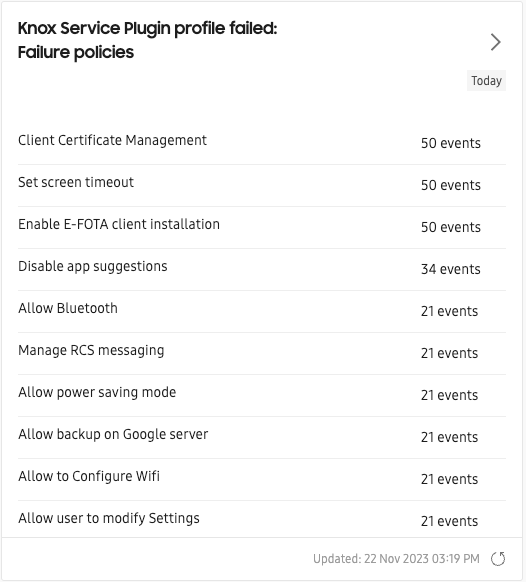 Knox Service Plugin profile failed:
Failure policies
Today
Client Certificate Management 50 events
Set screen timeout 50 events
Enable E-FOTA client installation 50 events
Disable app suggestions 34 events
Allow Bluetooth 21 events
Manage RCS messaging 21 events
Allow power saving mode 21 events
Allow backup on Google server 21 events
Allow to Configure Wifi 21 events
Allow user to modify Settings 21 events
Updated: 22 Nov 2023 03:19 PM